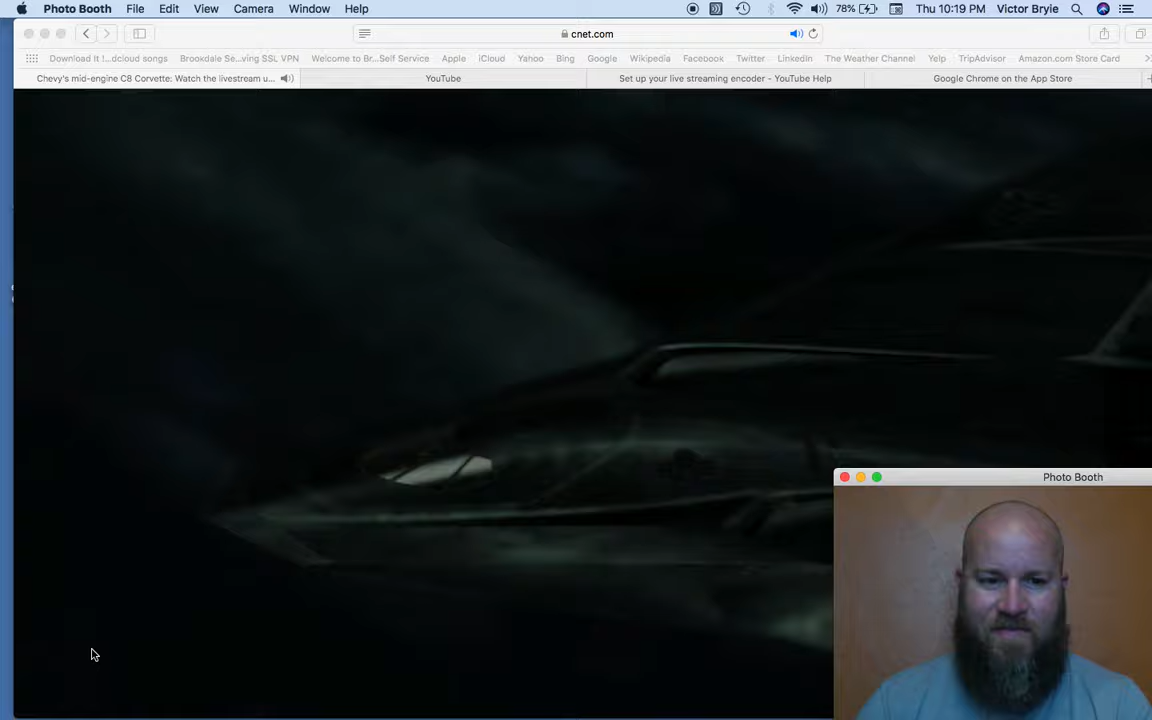 Photo Booth File Edit View Camera Window Help 78% Thu 10:19 PM Victor Bryie
cnet.com
Download It !...dcloud songs Brookdale Se...ving SSL VPN Welcome to Br...Self Service Apple iCloud Yahoo Bing Google Wikipedia Facebook Twitter LinkedIn The Weather Channel Yelp TripAdvisor Amazon.com Store Card
Chevy's mid-engine C8 Corvette: Watch the livestream u... YouTube Set up your live streaming encoder - YouTube Help Google Chrome on the App Store
Photo Booth